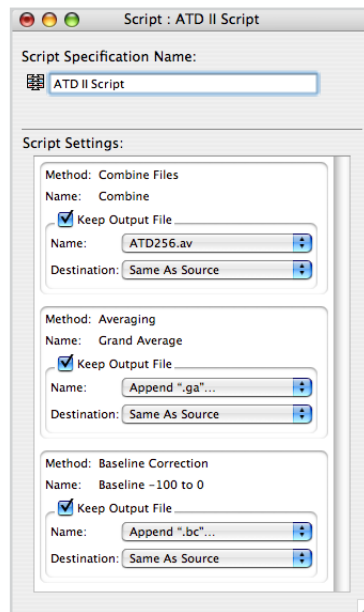 Script : ATD II Script
Script Specification Name:
ATD II Script
Script Settings:
Method: Combine Files
Name: Combine
Keep Output File
Name: ATD256.av
Destination: Same As Source
Method: Averaging
Name: Grand Average
Keep Output File
Name: Append ".ga"...
Destination: Same As Source
Method: Baseline Correction
Name: Baseline -100 to 0
Keep Output File
Name: Append ".bc"...
Destination: Same As Source